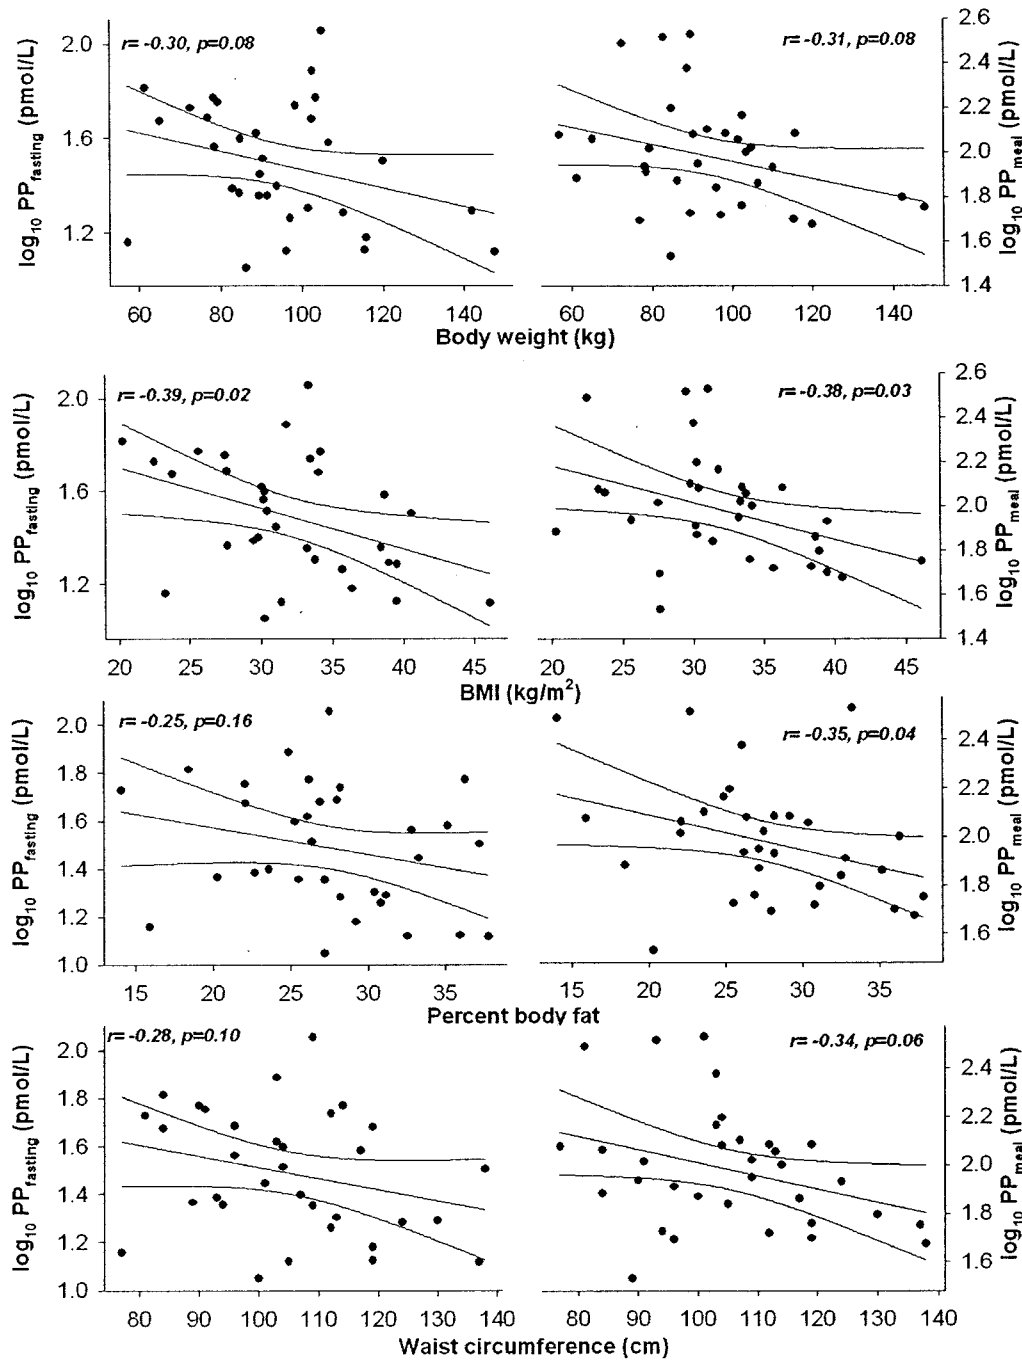 r= -0.30, p=0.08
r= -0.31, p=0.08
log10 PPfasting (pmol/L)
2.0
1.6
1.2
2.6
2.4
2.2
2.0
1.8
1.6
1.4
log10 PPmeal (pmol/L)
60 80 100 120 140
60 80 100 120 140
Body weight (kg)
r= -0.39, p=0.02
r= -0.38, p=0.03
log10 PPfasting (pmol/L)
2.0
1.6
1.2
2.6
2.4
2.2
2.0
1.8
1.6
1.4
log10 PPmeal (pmol/L)
20 25 30 35 40 45
20 25 30 35 40 45
BMI (kg/m2)
r= -0.25, p=0.16
r= -0.35, p=0.04
log10 PPfasting (pmol/L)
2.0
1.8
1.6
1.4
1.2
1.0
2.4
2.2
2.0
1.8
1.6
log10 PPmeal (pmol/L)
15 20 25 30 35
15 20 25 30 35
Percent body fat
r= -0.28, p=0.10
r= -0.34, p=0.06
log10 PPfasting (pmol/L)
2.0
1.8
1.6
1.4
1.2
1.0
2.4
2.2
2.0
1.8
1.6
log10 PPmeal (pmol/L)
80 90 100 110 120 130 140
80 90 100 110 120 130 140
Waist circumference (cm)